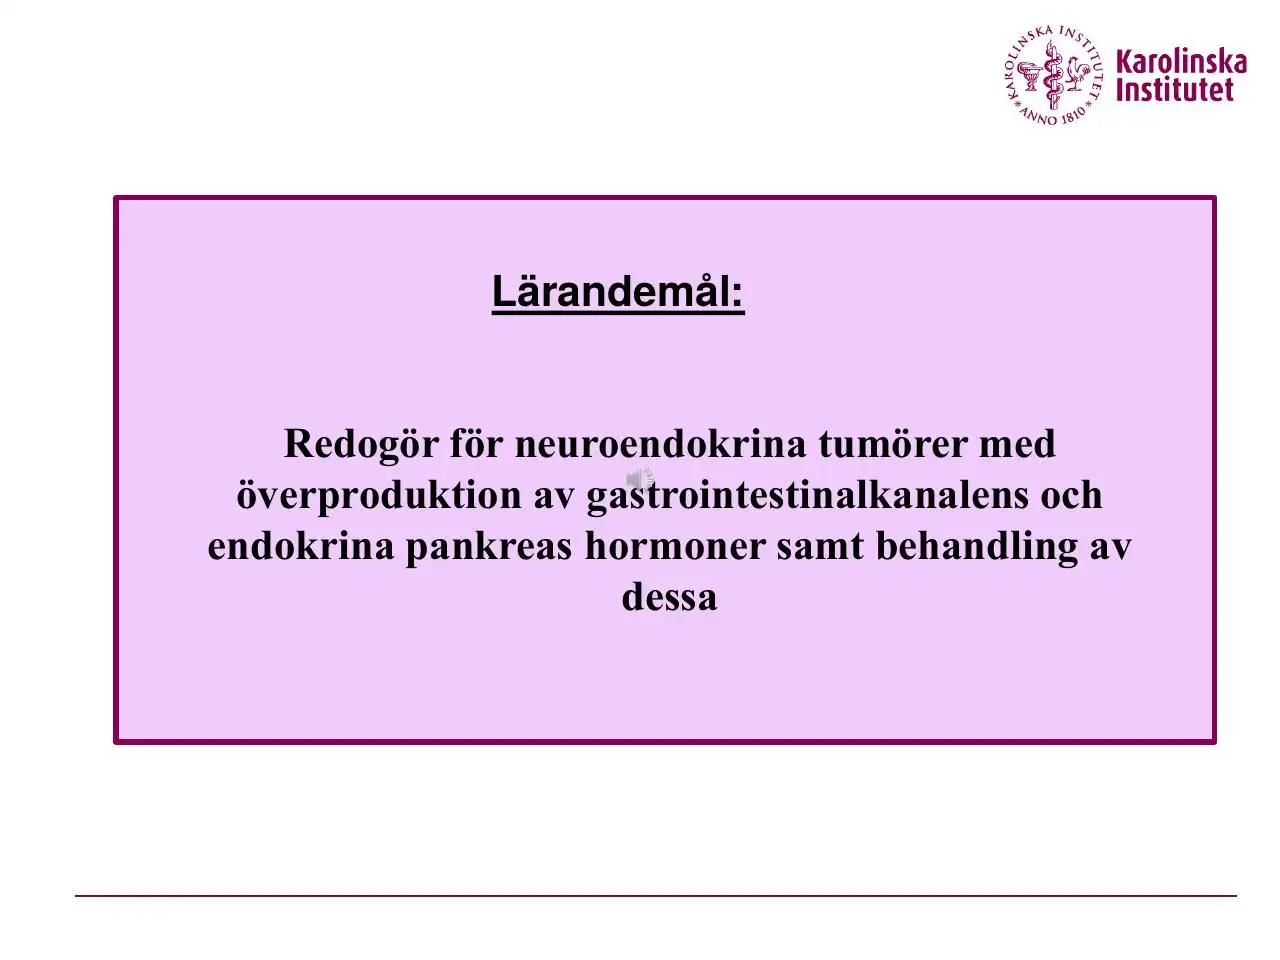 KAROLINSKA INSTITUTET
ANNO 1810
Karolinska
Institutet
Lärandemål:
Redogör för neuroendokrina tumörer med
överproduktion av gastrointestinalkanalens och
endokrina pankreas hormoner samt behandling av
dessa